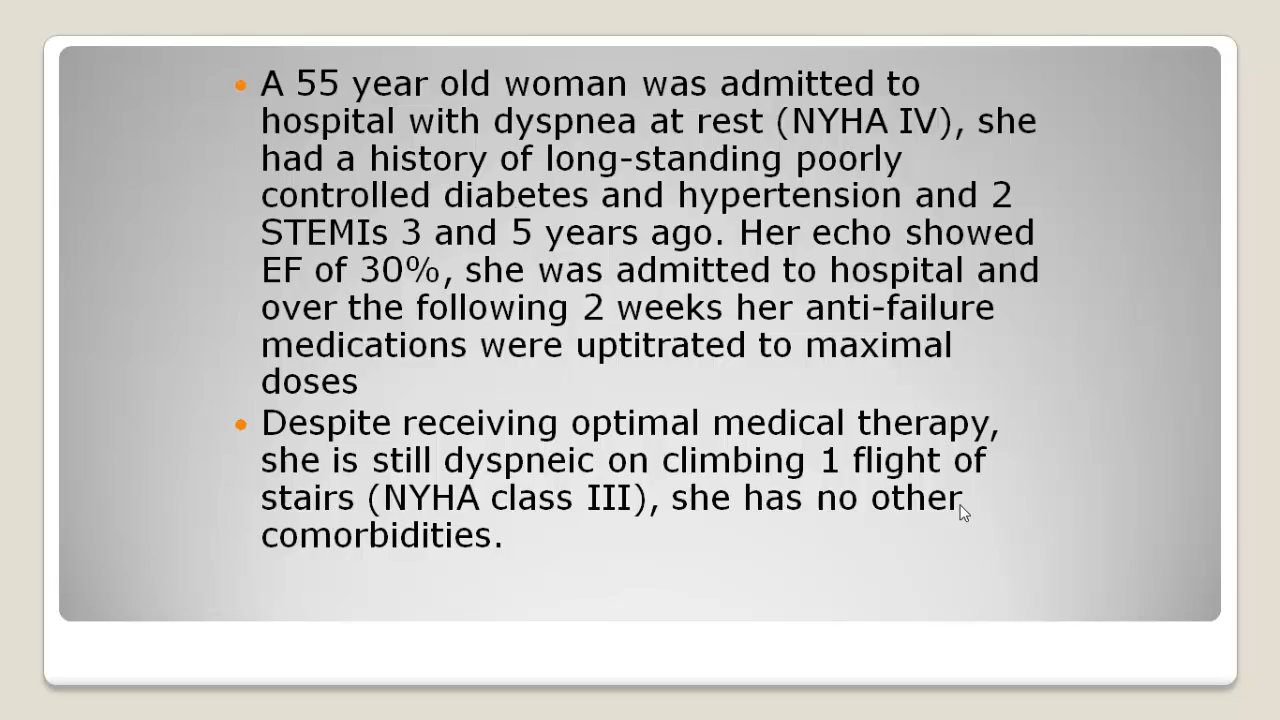 A 55 year old woman was admitted to
hospital with dyspnea at rest (NYHA IV), she
had a history of long-standing poorly
controlled diabetes and hypertension and 2
STEMIs 3 and 5 years ago. Her echo showed
EF of 30%, she was admitted to hospital and
over the following 2 weeks her anti-failure
medications were uptitrated to maximal
doses
Despite receiving optimal medical therapy,
she is still dyspneic on climbing 1 flight of
stairs (NYHA class III), she has no other
comorbidities.